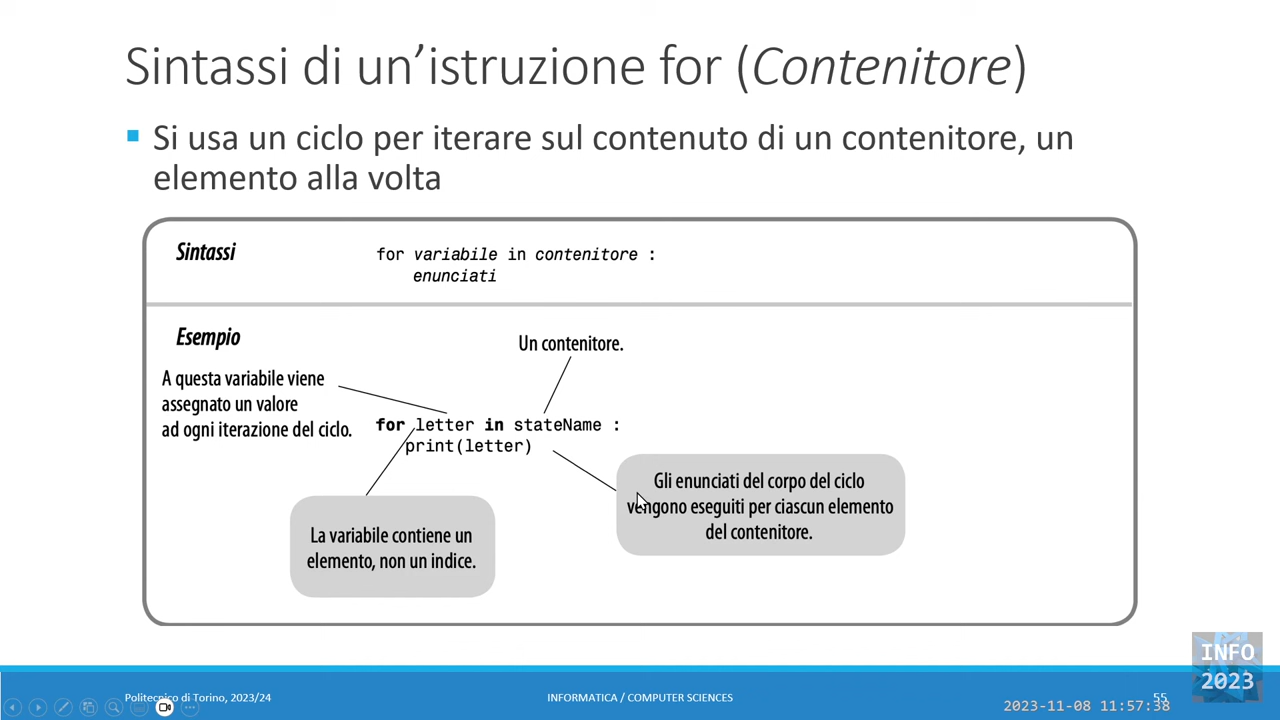 Sintassi di un’istruzione for (Contenitore)
Si usa un ciclo per iterare sul contenuto di un contenitore, un
elemento alla volta
Sintassi
for variabile in contenitore :
enunciati
Esempio
Un contenitore.
A questa variabile viene
assegnato un valore
ad ogni iterazione del ciclo.
for letter in stateName :
print(letter)
Gli enunciati del corpo del ciclo
vengono eseguiti per ciascun elemento
del contenitore.
La variabile contiene un
elemento, non un indice.
INFO
2023
Politecnico di Torino, 2023/24
INFORMATICA / COMPUTER SCIENCES
55
2023-11-08 11:57:38